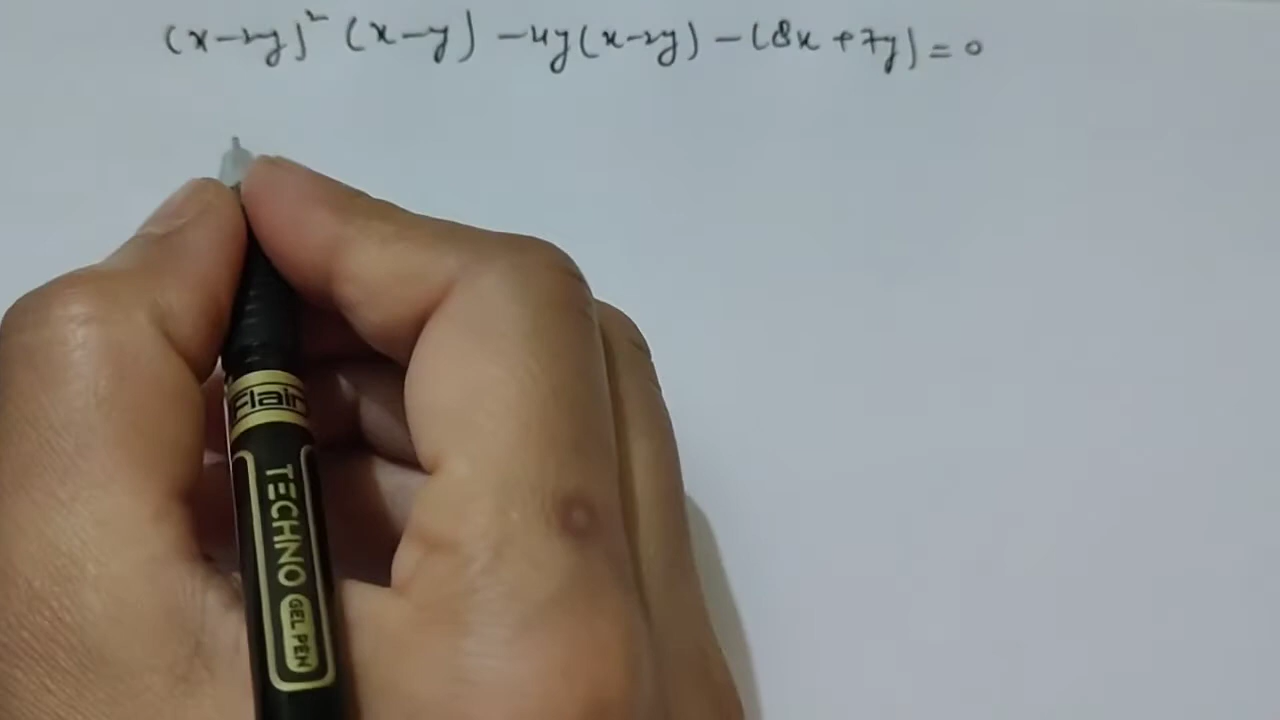 (x-2y)² (x-y) -4y(x-2y) -(8x+7y) = 0
Flair
TECHNO
GEL PEN